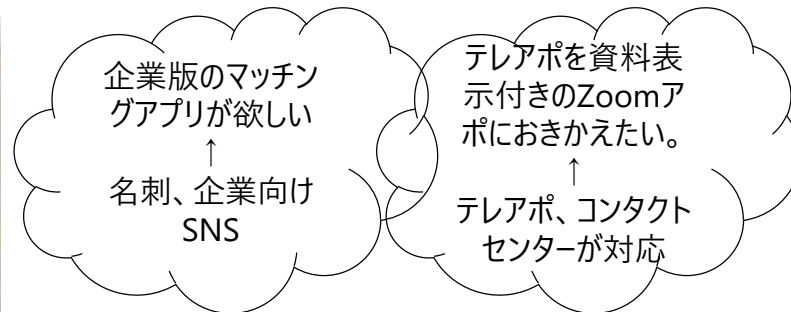 企業版のマッチン
グアプリが欲しい
↑
名刺、企業向け
SNS
テレアポを資料表
示付きのZoomア
ポにおきかえたい。
↑
テレアポ、コンタクト
センターが対応